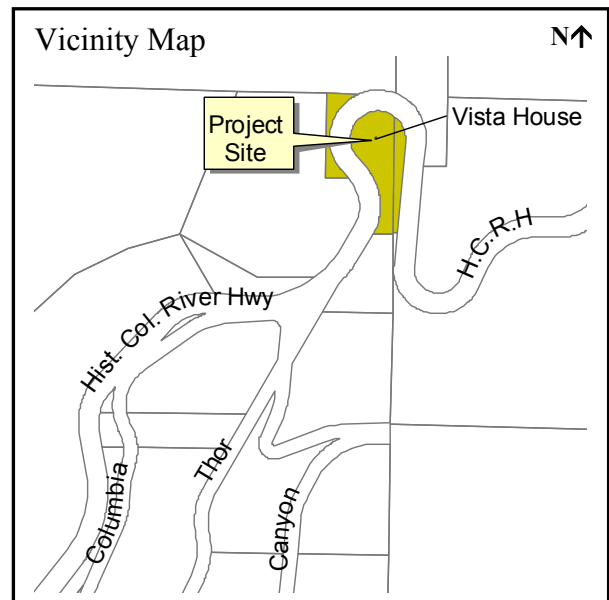 Vicinity Map
N↑
Project
Site
Vista House
H.C.R.H
Hist. Col. River Hwy
Columbia
Thor
Canyon